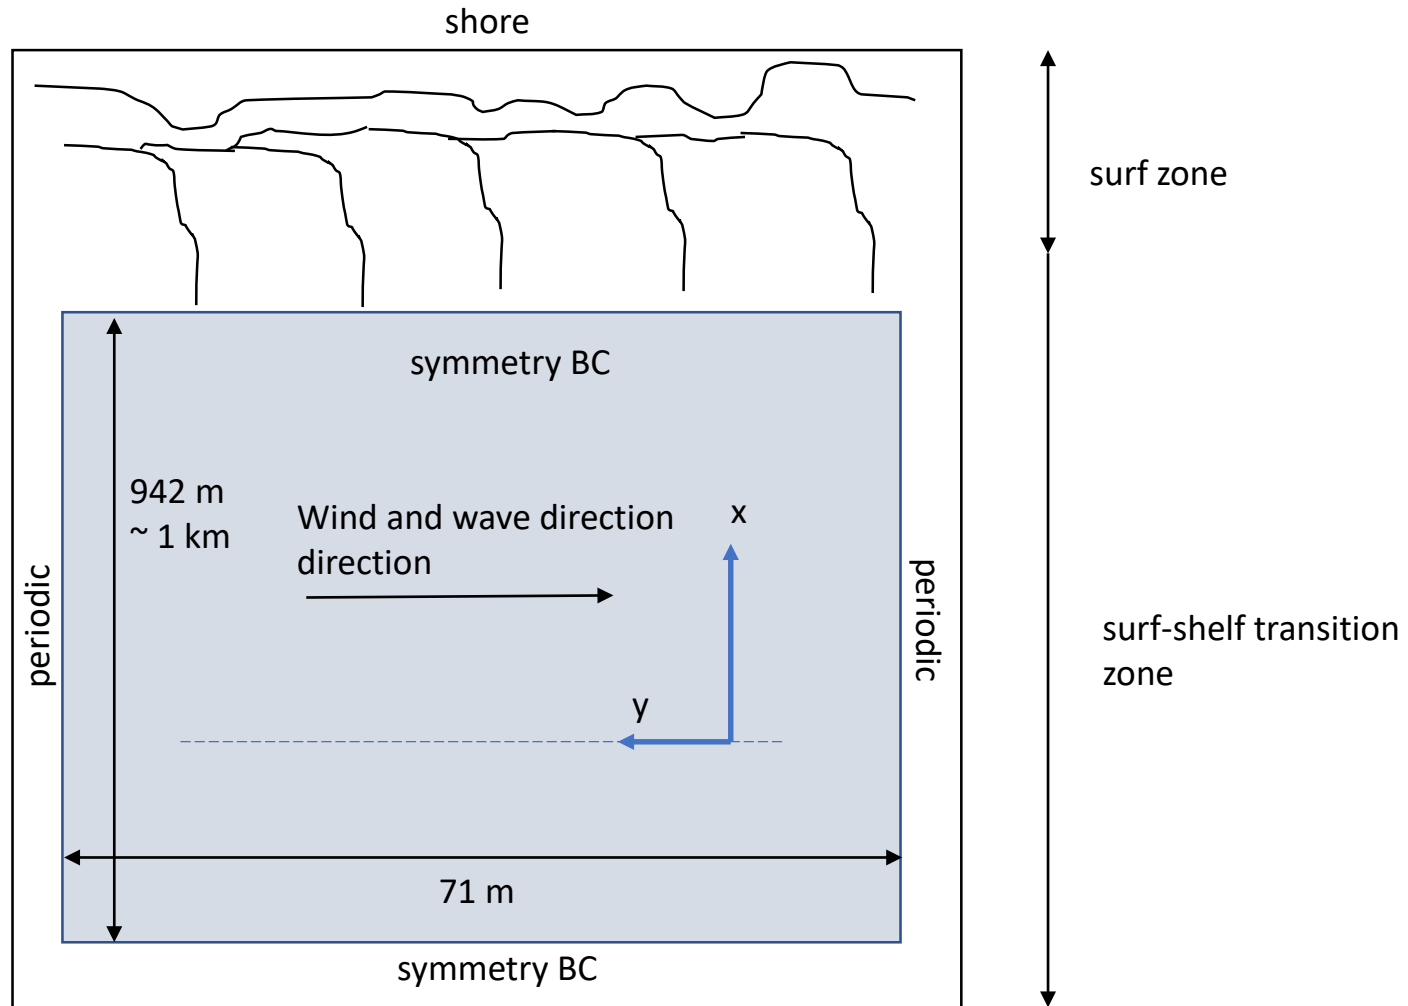 shore
surf zone
symmetry BC
942 m
~ 1 km
Wind and wave direction
direction
x
periodic
periodic
surf-shelf transition
zone
y
71 m
symmetry BC